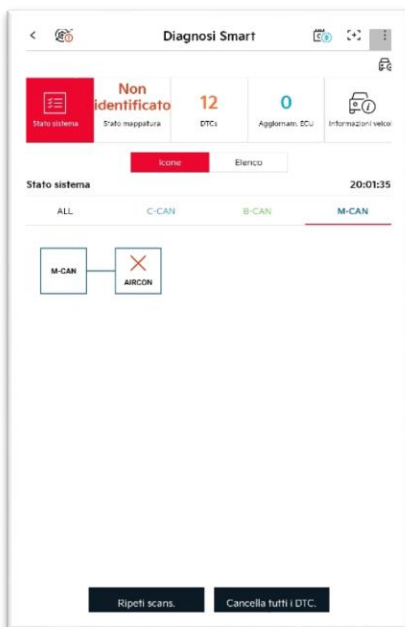 Diagnosi Smart
Non identificato
Stato sistema
Stato mappatura
12
DTCs
0
Aggiornam. ECU
Informazioni veicol
Icone
Elenco
Stato sistema
20:01:35
ALL
C-CAN
B-CAN
M-CAN
M-CAN
AIRCON
Ripeti scans.
Cancella tutti i DTC.